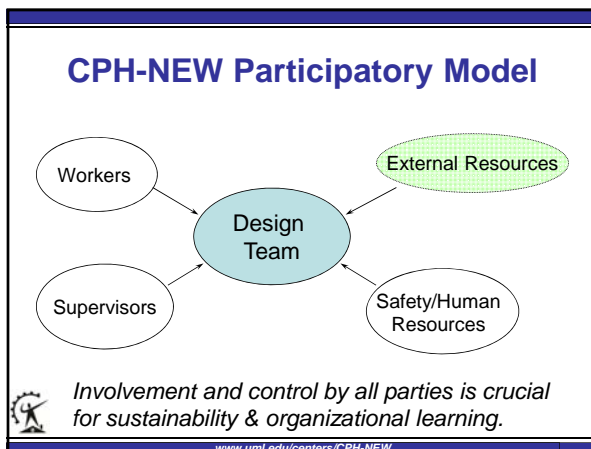 CPH-NEW Participatory Model
Workers
External Resources
Design
Team
Supervisors
Safety/Human
Resources
Involvement and control by all parties is crucial
for sustainability & organizational learning.
www.uml.edu/centers/CPH-NEW